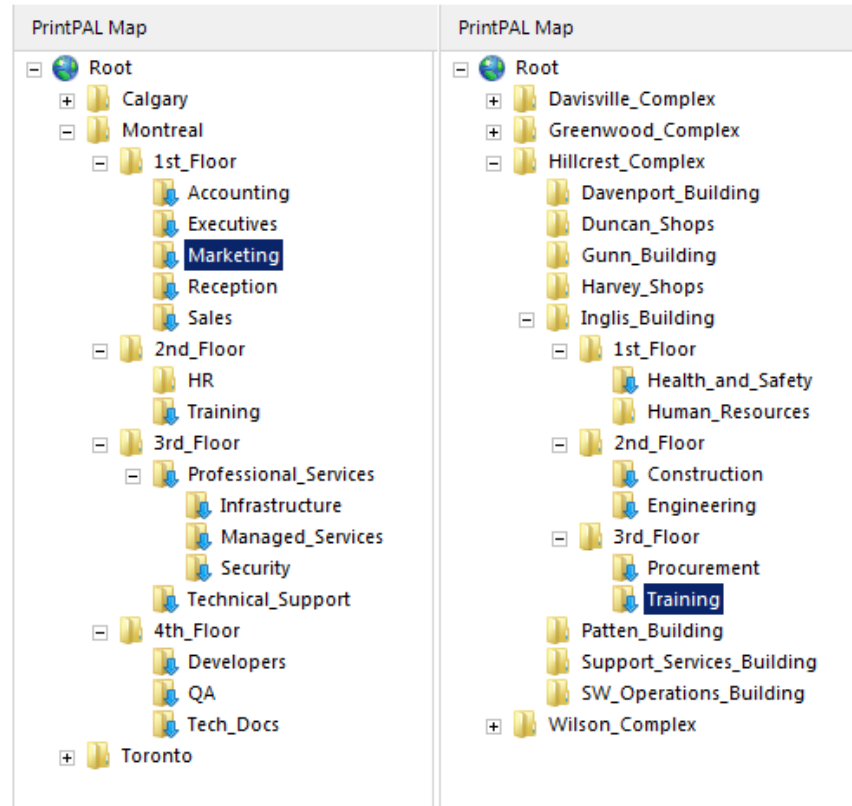 PrintPAL Map
Root
Calgary
Montreal
1st_Floor
Accounting
Executives
Marketing
Reception
Sales
2nd_Floor
HR
Training
3rd_Floor
Professional_Services
Infrastructure
Managed_Services
Security
Technical_Support
4th_Floor
Developers
QA
Tech_Docs
Toronto
PrintPAL Map
Root
Davisville_Complex
Greenwood_Complex
Hillcrest_Complex
Davenport_Building
Duncan_Shops
Gunn_Building
Harvey_Shops
Inglis_Building
1st_Floor
Health_and_Safety
Human_Resources
2nd_Floor
Construction
Engineering
3rd_Floor
Procurement
Training
Patten_Building
Support_Services_Building
SW_Operations_Building
Wilson_Complex